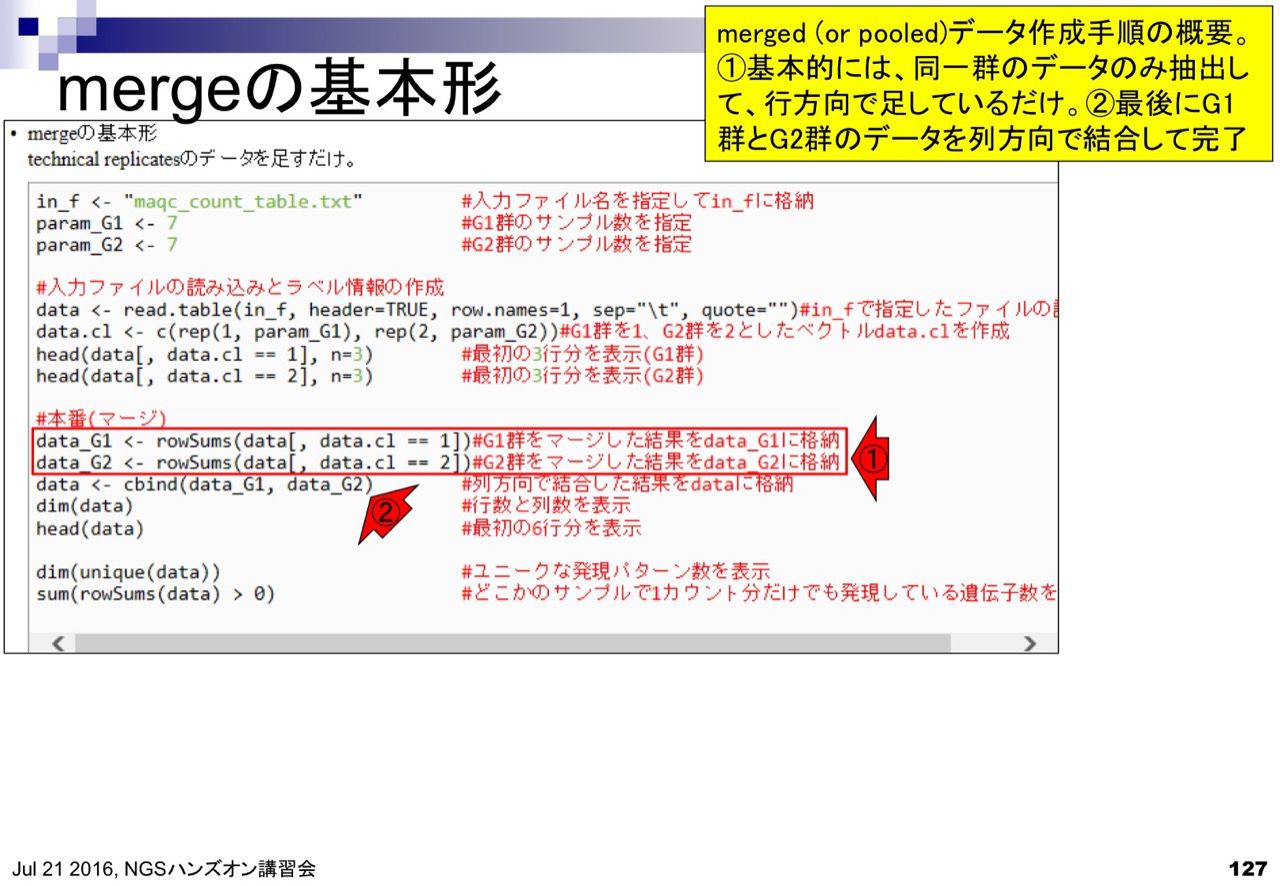 mergeの基本形
merged (or pooled)データ作成手順の概要。
①基本的には、同一群のデータのみ抽出し
て、行方向で足しているだけ。②最後にG1
群とG2群のデータを列方向で結合して完了
• mergeの基本形
technical replicatesのデータを足すだけ。
in_f <- "maqc_count_table.txt" #入力ファイル名を指定してin_fに格納
param_G1 <- 7 #G1群のサンプル数を指定
param_G2 <- 7 #G2群のサンプル数を指定
#入力ファイルの読み込みとラベル情報の作成
data <- read.table(in_f, header=TRUE, row.names=1, sep="\t", quote="")#in_fで指定したファイルの
data.cl <- c(rep(1, param_G1), rep(2, param_G2))#G1群を1、G2群を2としたベクトルdata.clを作成
head(data[, data.cl == 1], n=3) #最初の3行分を表示(G1群)
head(data[, data.cl == 2], n=3) #最初の3行分を表示(G2群)
#本番(マージ)
data_G1 <- rowSums(data[, data.cl == 1])#G1群をマージした結果をdata_G1に格納
data_G2 <- rowSums(data[, data.cl == 2])#G2群をマージした結果をdata_G2に格納
①
data <- cbind(data_G1, data_G2) #列方向で結合した結果をdataに格納
②
dim(data) #行数と列数を表示
head(data) #最初の6行分を表示
dim(unique(data)) #ユニークな発現パターン数を表示
sum(rowSums(data) > 0) #どこかのサンプルで1カウント分だけでも発現している遺伝子数を
Jul 21 2016, NGSハンズオン講習会
127